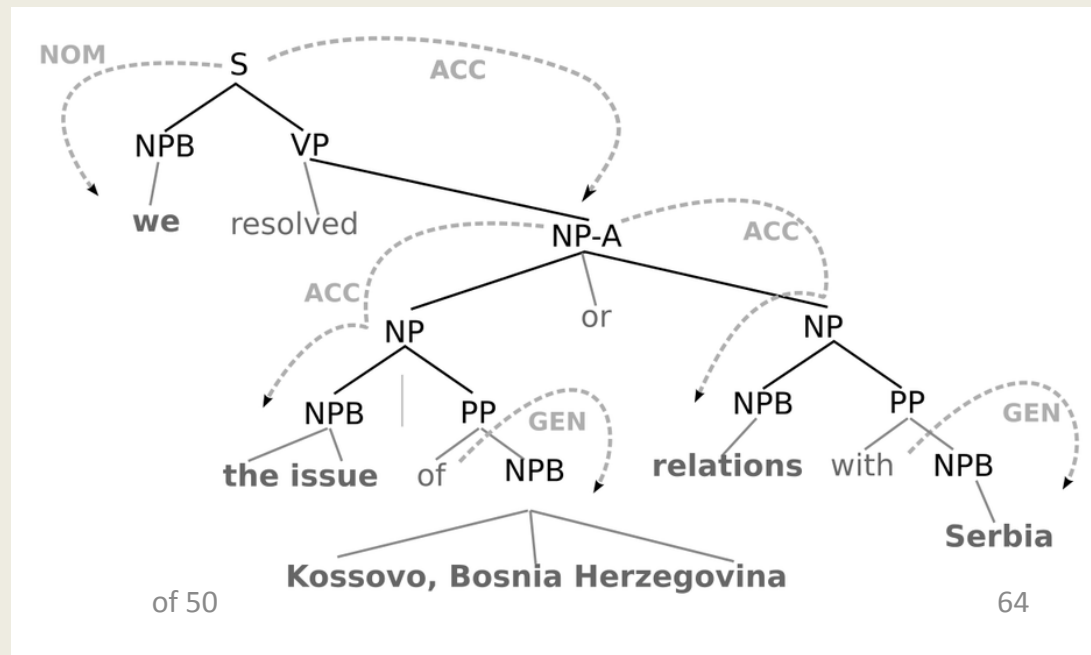 NOM
S
ACC
NPB
VP
we
resolved
NP-A
ACC
ACC
NP
or
NP
NPB
PP
GEN
NPB
PP
GEN
the issue
of
NPB
relations
with
NPB
Serbia
Kossovo, Bosnia Herzegovina
of 50
64